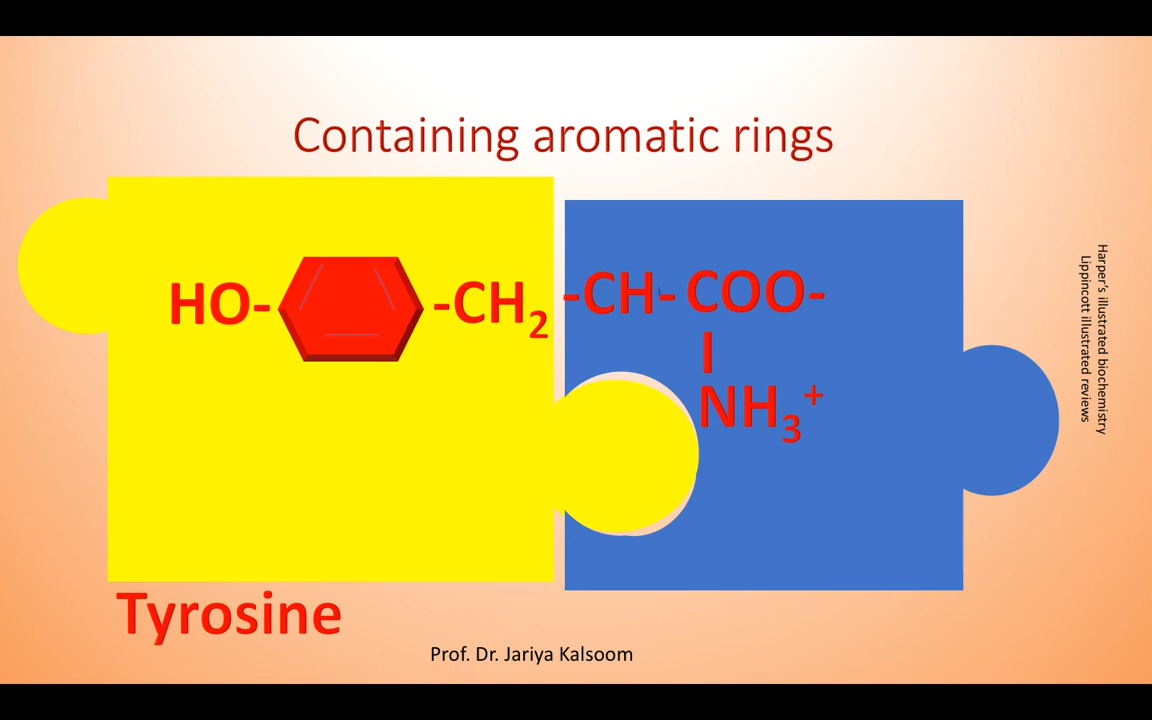 Containing aromatic rings
HO- -CH₂ -CH- COO-
I
NH₃⁺
Tyrosine
Prof. Dr. Jariya Kalsoom
Harper's illustrated biochemistry
Lippincott illustrated reviews